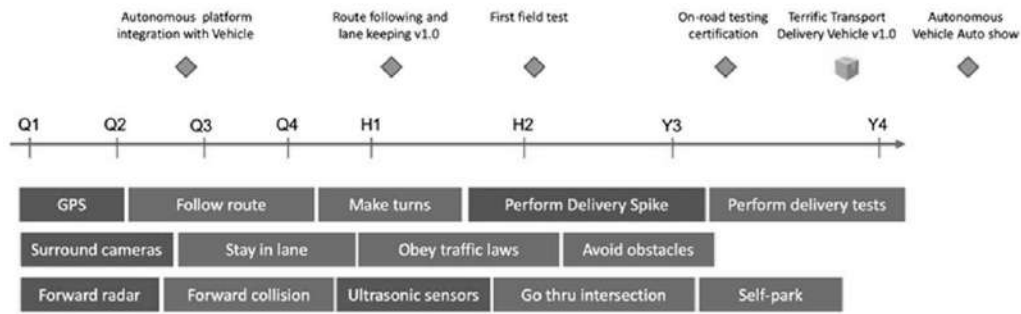 Autonomous platform
integration with Vehicle
Route following and
lane keeping v1.0
First field test
On-road testing
certification
Terrific Transport
Delivery Vehicle v1.0
Autonomous
Vehicle Auto show
Q1 Q2 Q3 Q4 H1 H2 Y3 Y4
GPS Follow route Make turns Perform Delivery Spike Perform delivery tests
Surround cameras Stay in lane Obey traffic laws Avoid obstacles
Forward radar Forward collision Ultrasonic sensors Go thru intersection Self-park